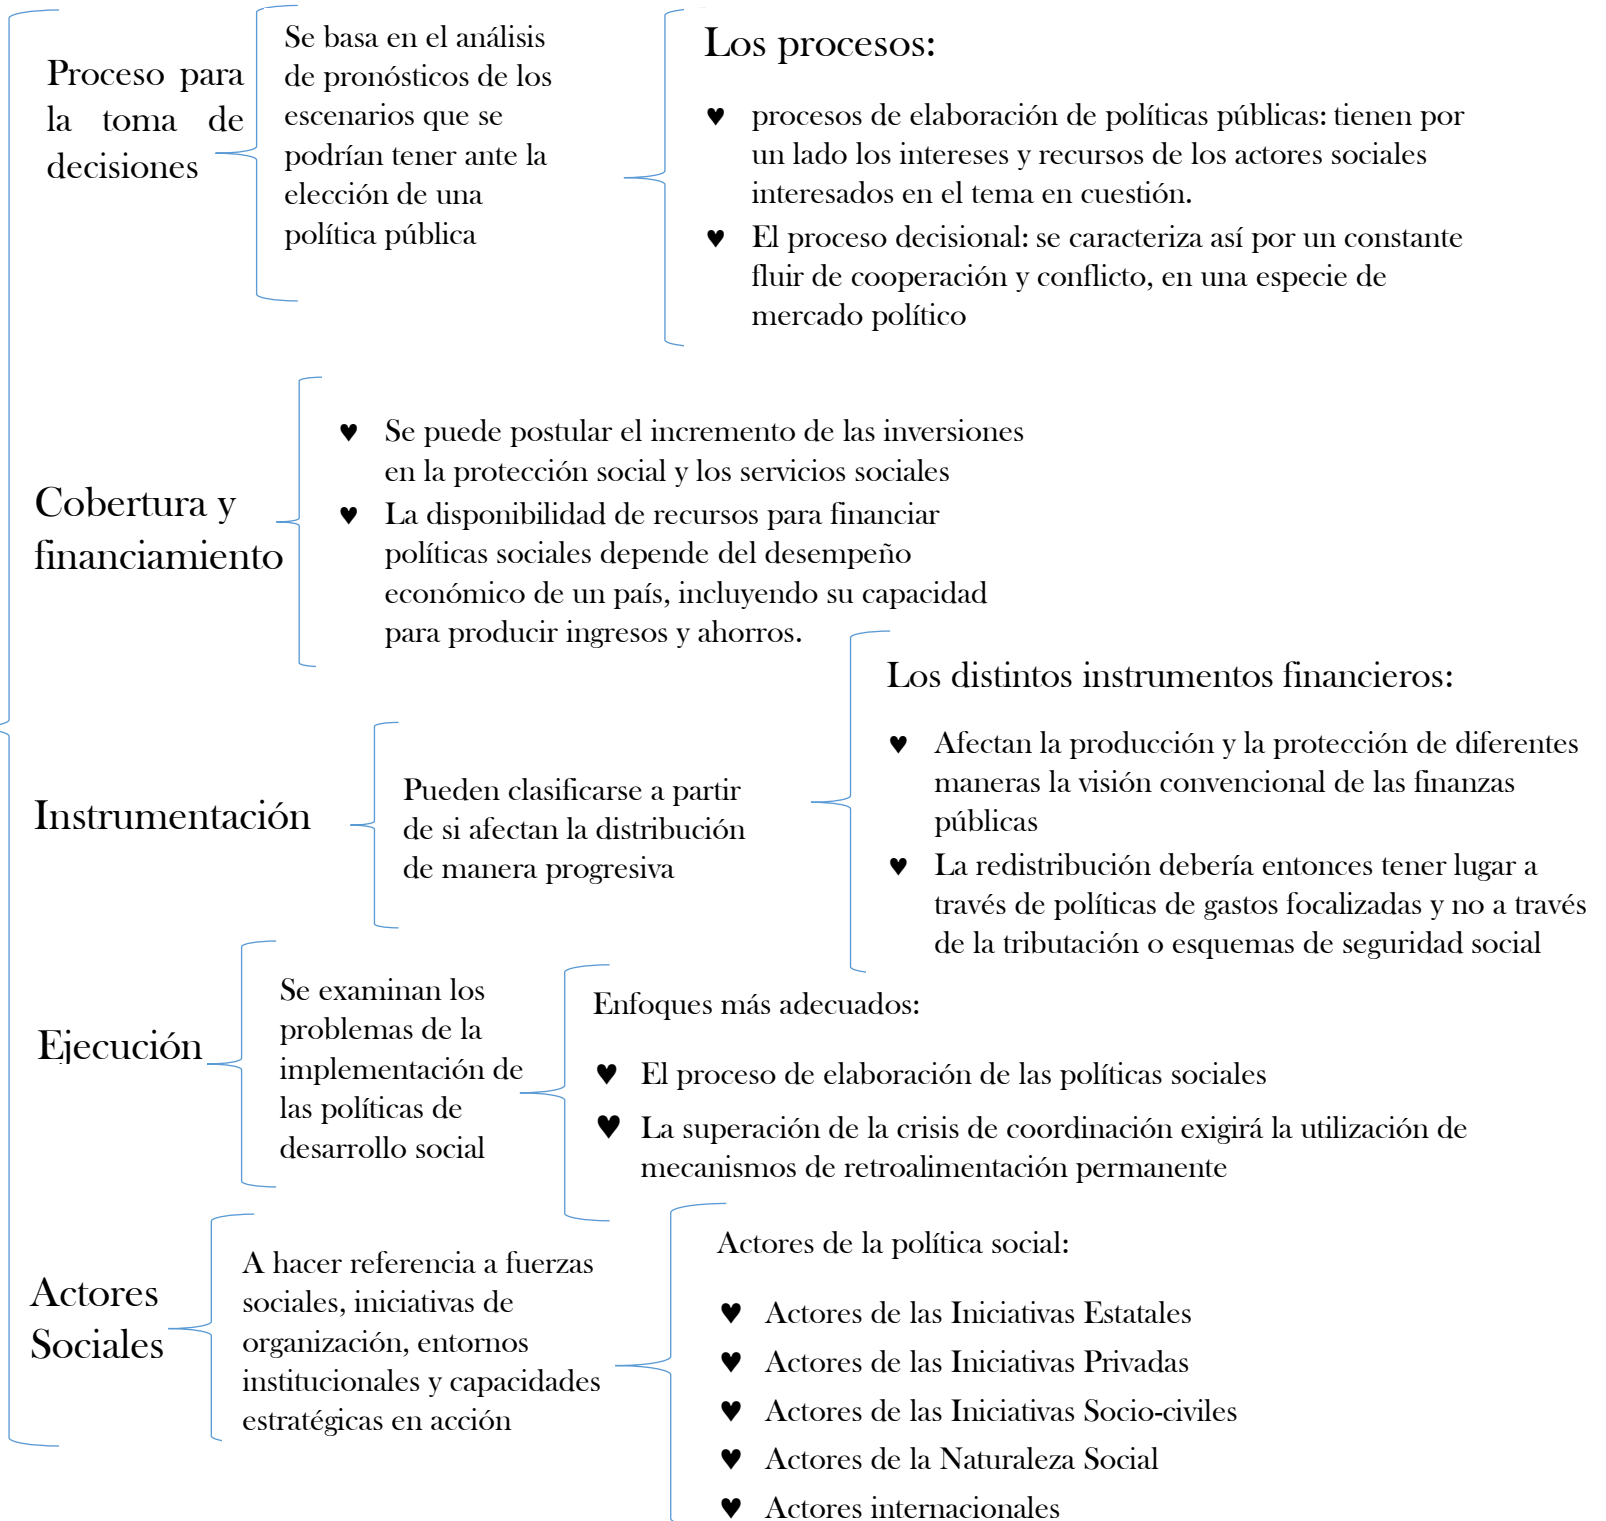 Proceso para
la toma de
decisiones
Se basa en el análisis
de pronósticos de los
escenarios que se
podrían tener ante la
elección de una
política pública
Los procesos:
♥ procesos de elaboración de políticas públicas: tienen por
un lado los intereses y recursos de los actores sociales
interesados en el tema en cuestión.
♥ El proceso decisional: se caracteriza así por un constante
fluir de cooperación y conflicto, en una especie de
mercado político
Cobertura y
financiamiento
♥ Se puede postular el incremento de las inversiones
en la protección social y los servicios sociales
♥ La disponibilidad de recursos para financiar
políticas sociales depende del desempeño
económico de un país, incluyendo su capacidad
para producir ingresos y ahorros.
Instrumentación
Pueden clasificarse a partir
de si afectan la distribución
de manera progresiva
Los distintos instrumentos financieros:
♥ Afectan la producción y la protección de diferentes
maneras la visión convencional de las finanzas
públicas
♥ La redistribución debería entonces tener lugar a
través de políticas de gastos focalizadas y no a través
de la tributación o esquemas de seguridad social
Ejecución
Se examinan los
problemas de la
implementación de
las políticas de
desarrollo social
Enfoques más adecuados:
♥ El proceso de elaboración de las políticas sociales
♥ La superación de la crisis de coordinación exigirá la utilización de
mecanismos de retroalimentación permanente
Actores
Sociales
A hacer referencia a fuerzas
sociales, iniciativas de
organización, entornos
institucionales y capacidades
estratégicas en acción
Actores de la política social:
♥ Actores de las Iniciativas Estatales
♥ Actores de las Iniciativas Privadas
♥ Actores de las Iniciativas Socio-civiles
♥ Actores de la Naturaleza Social
♥ Actores internacionales